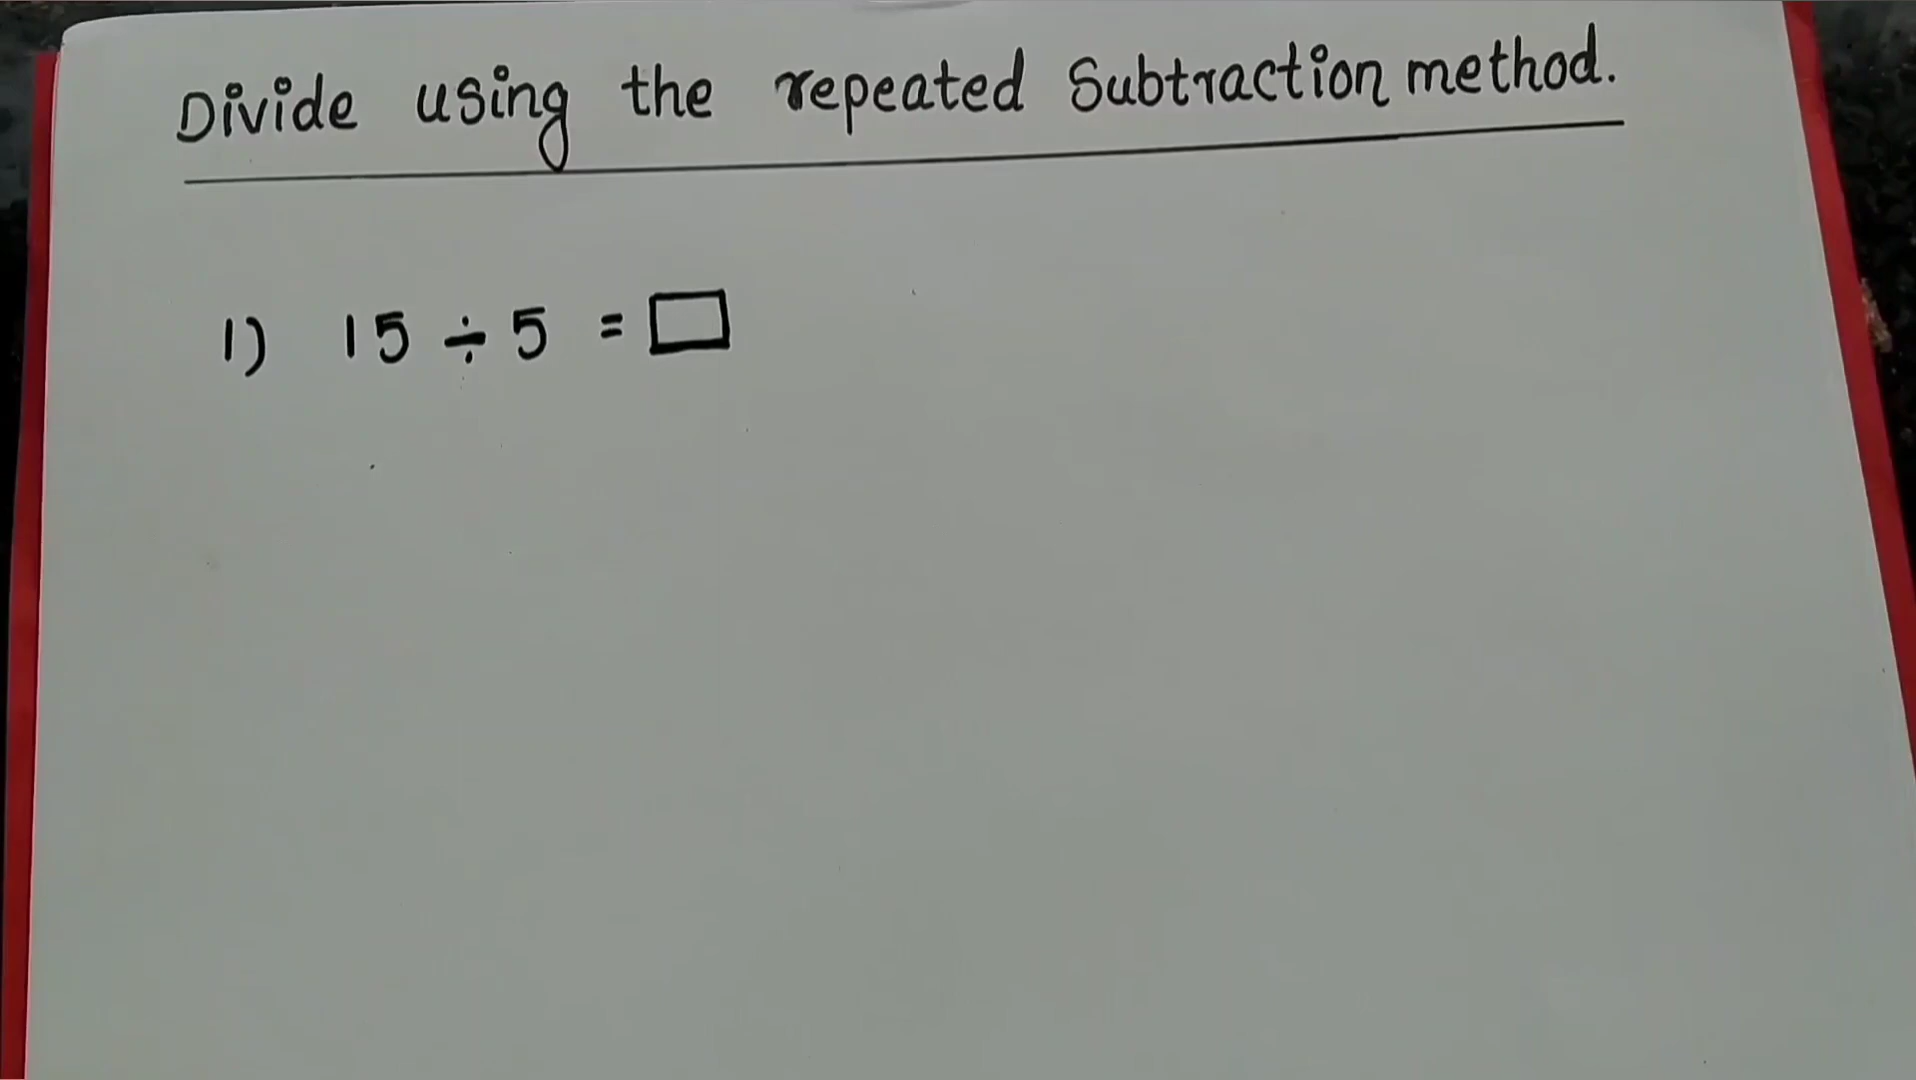 Divide using the repeated Subtraction method.
1) 15 ÷ 5 = □